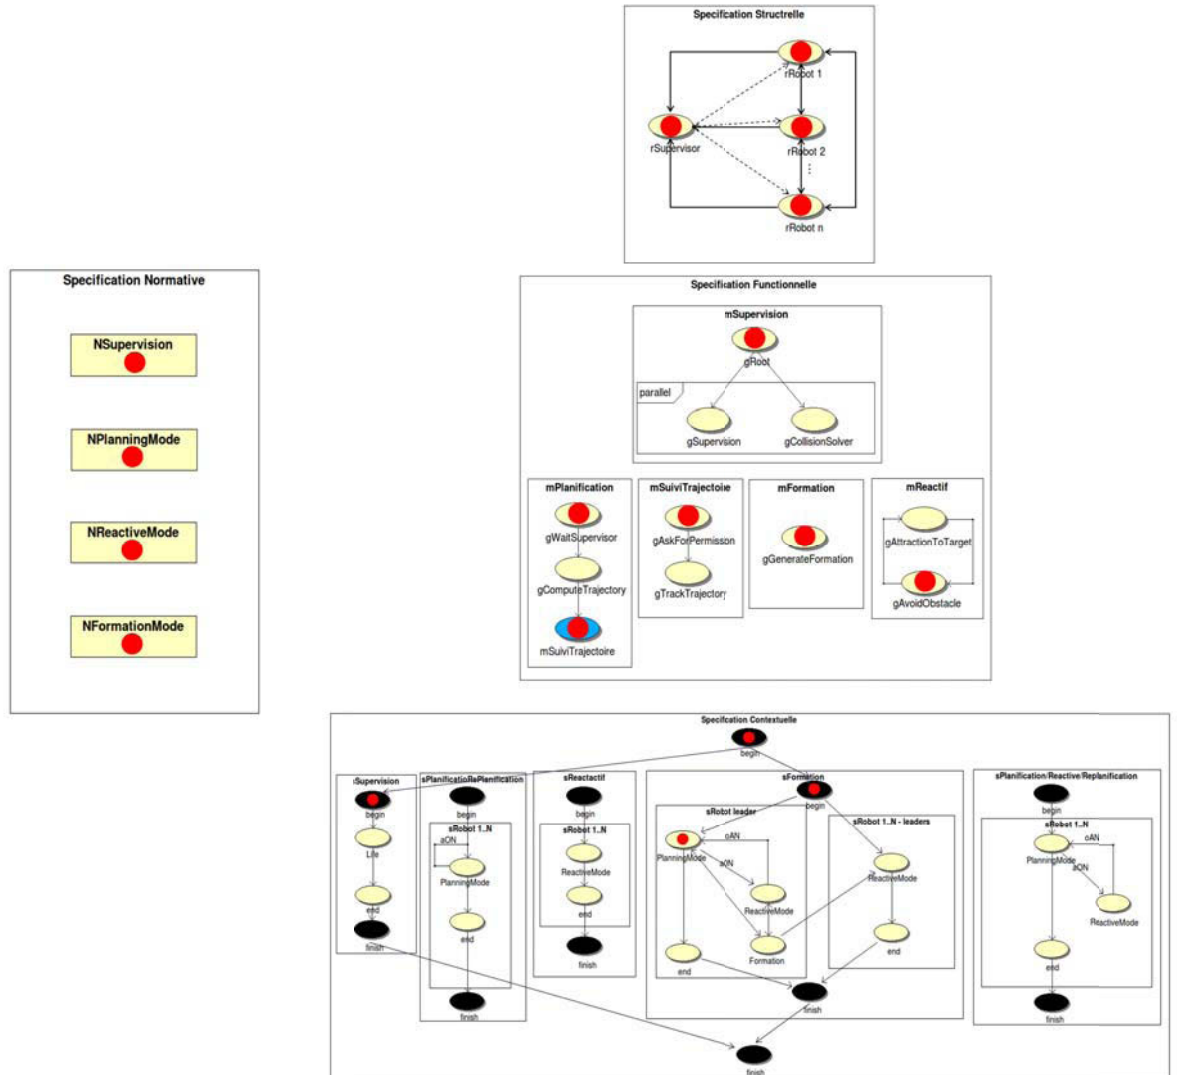 Specification Structrelle
rRobot 1
rSupervisor
rRobot 2
⋮
rRobot n
Specification Normative
NSupervision
NPlanningMode
NReactiveMode
NFormationMode
Specification Functionnelle
mSupervision
gRoot
parallel
gSupervision
gCollisionSolver
mPlanification
gWaitSupervisor
gComputeTrajectory
mSuiviTrajectoire
mSuiviTrajectoire
gAskForPermisson
gTrackTrajectory
mFormation
gGenerateFormation
mReactif
gAttractionToTarget
gAvoidObstacle
Specification Contextuelle
begin
sSupervision
begin
Life
end
finish
begin
sRobot 1..N
aON
PlanningMode
end
finish
sReactactif
begin
sRobot 1..N
ReactiveMode
end
finish
sFormation
begin
sRobot leader
oAN
PlanningMode
aON
ReactiveMode
Formation
end
sRobot 1..N - leaders
ReactiveMode
end
finish
sPlanification/Reactive/Replanification
begin
sRobot 1..N
oAN
PlanningMode
aON
ReactiveMode
end
finish
finish